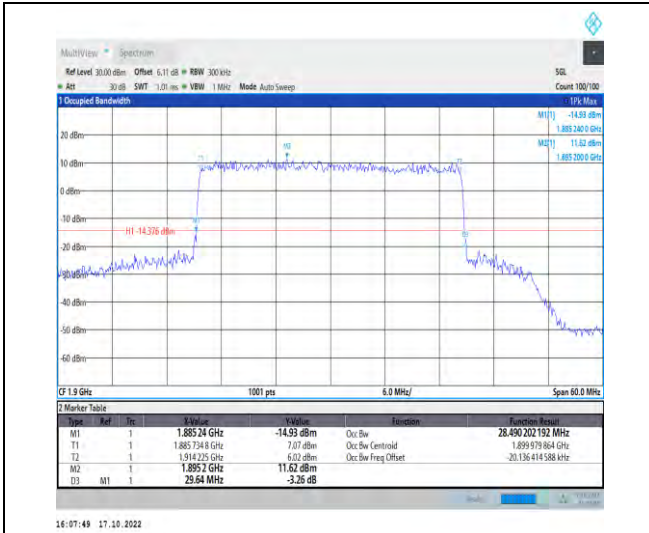 MultiView Spectrum
Ref Level 30.00 dBm Offset 6.11 dB RBW 300 kHz SGL
Att 30 dB SWT 1.01 ms VBW 1 MHz Mode Auto Sweep Count 100/100
1 Occupied Bandwidth 1Pk Max
M1[1] -14.93 dBm
1.885 240 0 GHz
M2[1] 11.62 dBm
1.895 200 0 GHz
20 dBm
M2
T1
10 dBm
0 dBm
-10 dBm
M1
H1 -14.376 dBm
-20 dBm
-30 dBm
-40 dBm
-50 dBm
-60 dBm
CF 1.9 GHz 1001 pts 6.0 MHz/ Span 60.0 MHz
2 Marker Table
Type Ref Trc X-Value Y-Value Function Function Result
M1 1 1.88524 GHz -14.93 dBm Occ Bw 28.490 202 192 MHz
T1 1 1.885 734 8 GHz 7.07 dBm Occ Bw Centroid 1.899 979 864 GHz
T2 1 1.914 225 GHz 6.02 dBm Occ Bw Freq Offset -20.136 414 588 kHz
M2 1 1.895 2 GHz 11.62 dBm
D3 M1 1 29.64 MHz -3.26 dB
16:07:49 17.10.2022